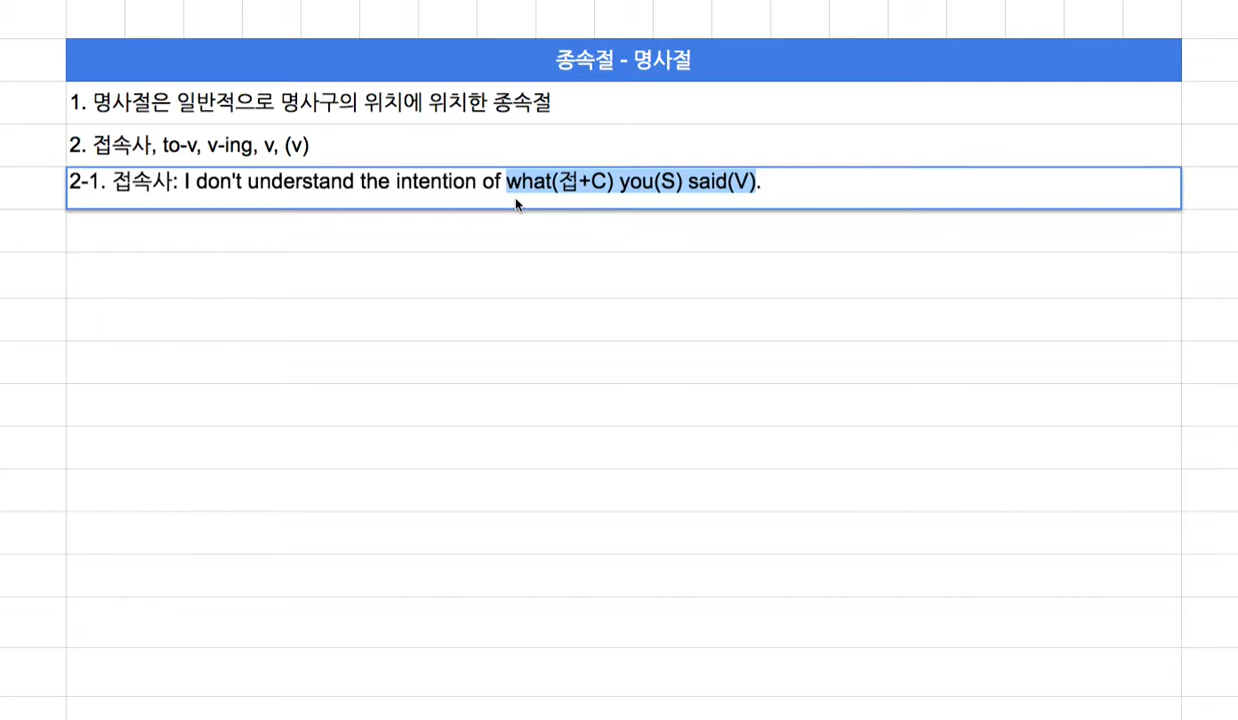 종속절 - 명사절
1. 명사절은 일반적으로 명사구의 위치에 위치한 종속절
2. 접속사, to-v, v-ing, v, (v)
2-1. 접속사: I don't understand the intention of what(접+C) you(S) said(V).